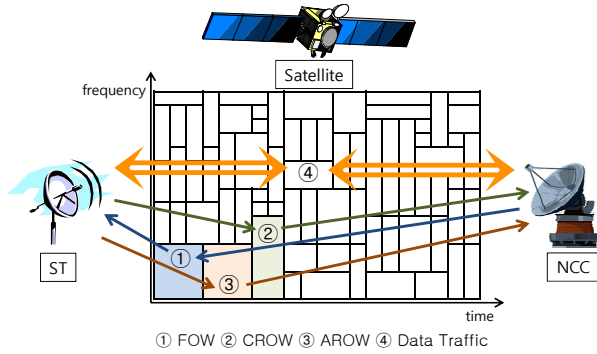 Satellite
frequency
④
②
①
③
ST
NCC
time
① FOW ② CROW ③ AROW ④ Data Traffic